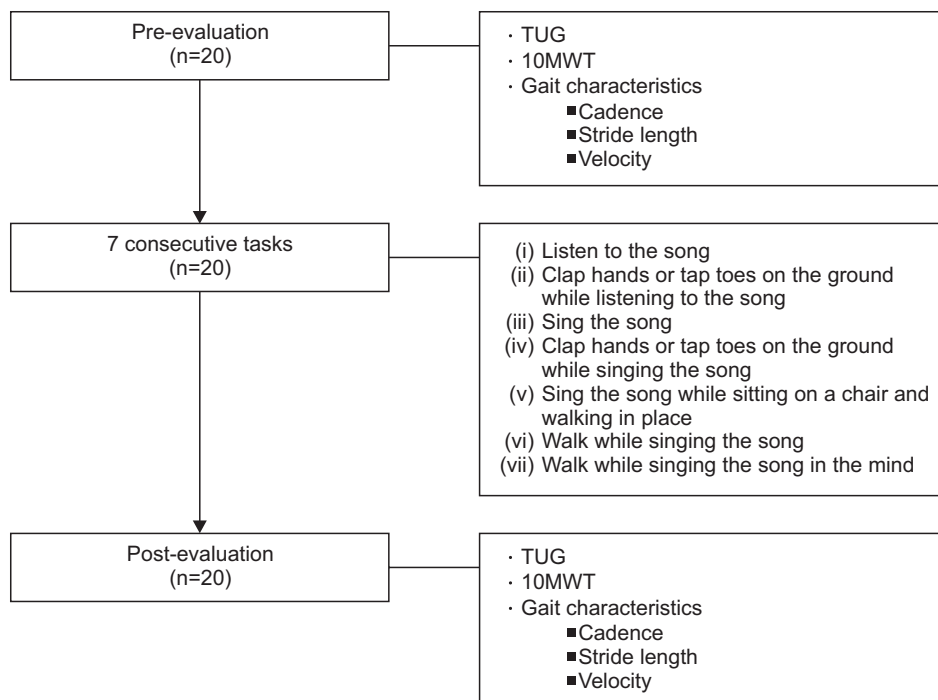 Pre-evaluation
(n=20)
· TUG
· 10MWT
· Gait characteristics
■Cadence
■Stride length
■Velocity
7 consecutive tasks
(n=20)
(i) Listen to the song
(ii) Clap hands or tap toes on the ground
while listening to the song
(iii) Sing the song
(iv) Clap hands or tap toes on the ground
while singing the song
(v) Sing the song while sitting on a chair and
walking in place
(vi) Walk while singing the song
(vii) Walk while singing the song in the mind
Post-evaluation
(n=20)
· TUG
· 10MWT
· Gait characteristics
■Cadence
■Stride length
■Velocity